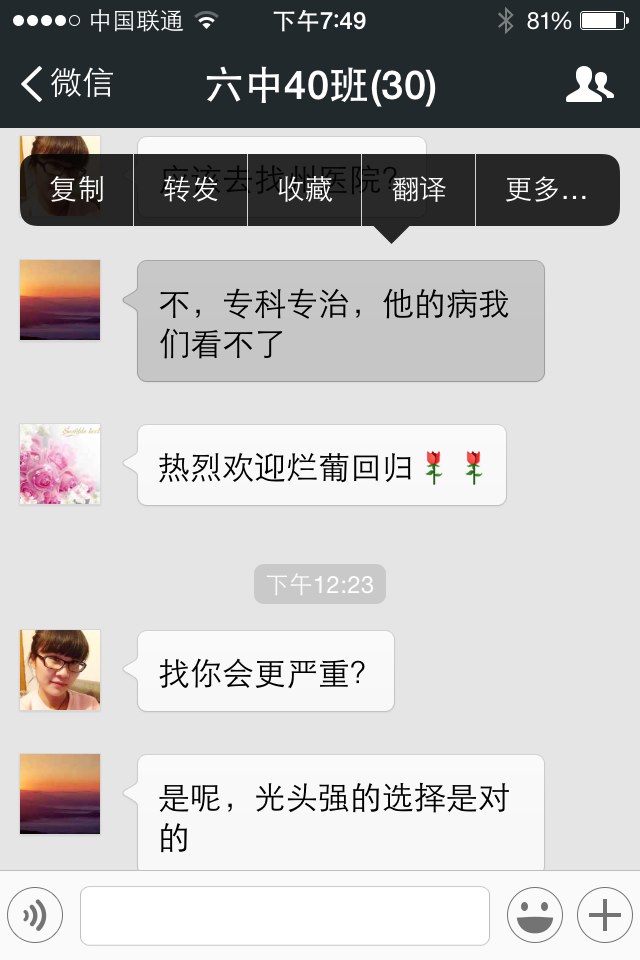 中国联通 下午7:49 81%
微信 六中40班(30)
应该去找州医院?
复制 转发 收藏 翻译 更多...
不，专科专治，他的病我
们看不了
热烈欢迎烂葡回归🌹🌹
下午12:23
找你会更严重?
是呢，光头强的选择是对
的